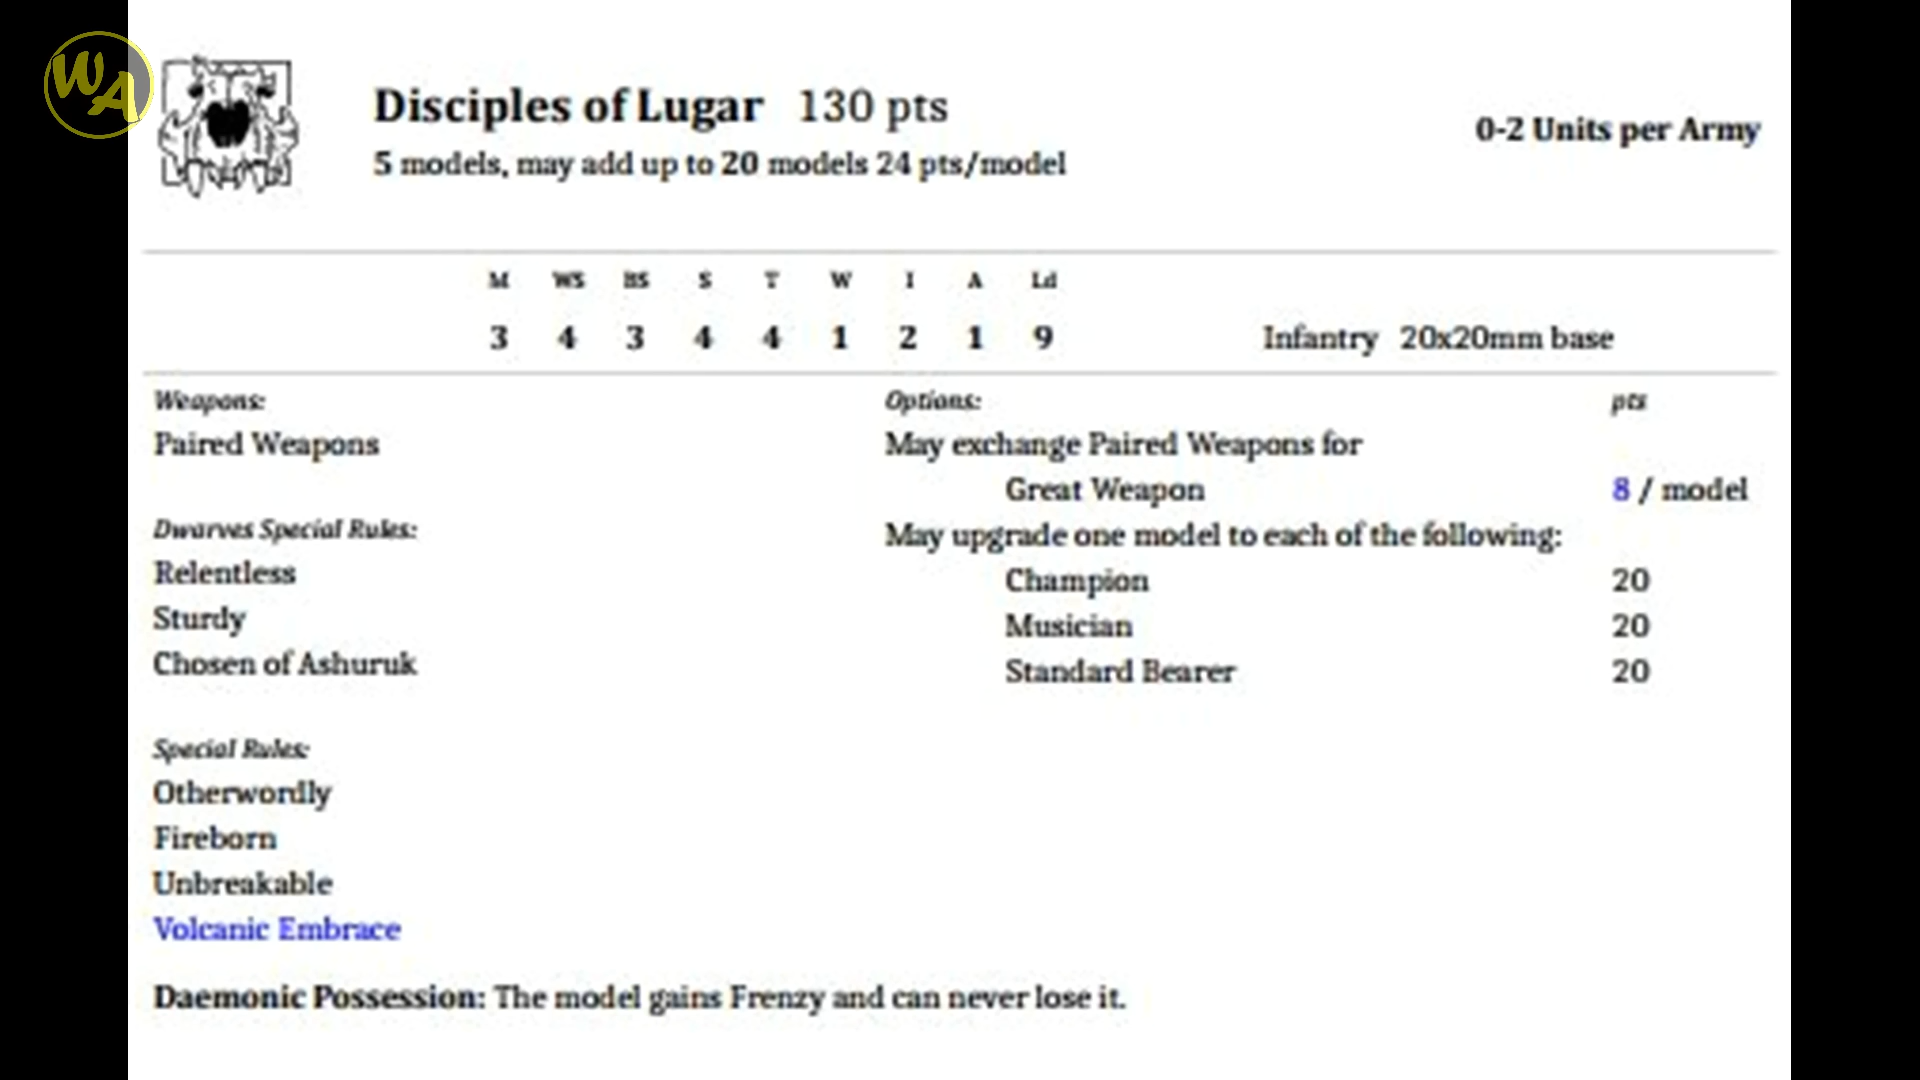 WA
Disciples of Lugar 130 pts
0-2 Units per Army
5 models, may add up to 20 models 24 pts/model
M WS BS S T W I A Ld
3 4 3 4 4 1 2 1 9 Infantry 20x20mm base
Weapons:
Paired Weapons
Dwarves Special Rules:
Relentless
Sturdy
Chosen of Ashuruk
Special Rules:
Otherwordly
Fireborn
Unbreakable
Volcanic Embrace
Options: pts
May exchange Paired Weapons for
Great Weapon 8 / model
May upgrade one model to each of the following:
Champion 20
Musician 20
Standard Bearer 20
Daemonic Possession: The model gains Frenzy and can never lose it.